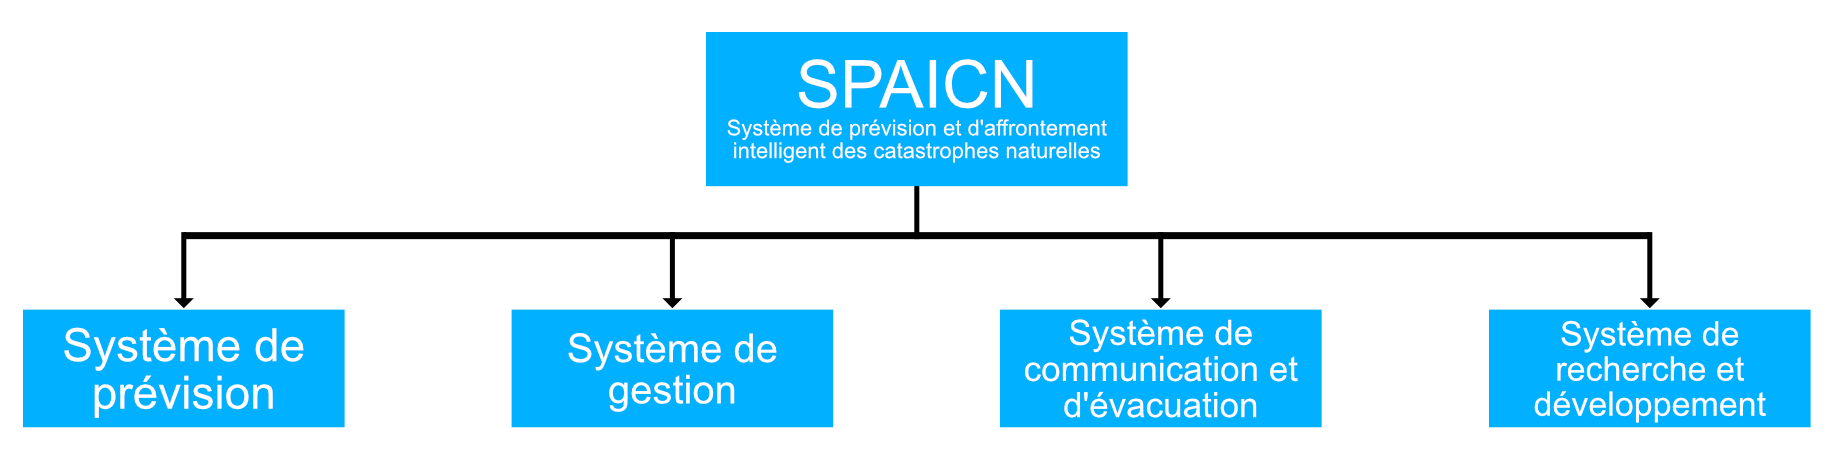 SPAICN
Système de prévision et d'affrontement
intelligent des catastrophes naturelles
Système de
prévision
Système de
gestion
Système de
communication et
d'évacuation
Système de
recherche et
développement